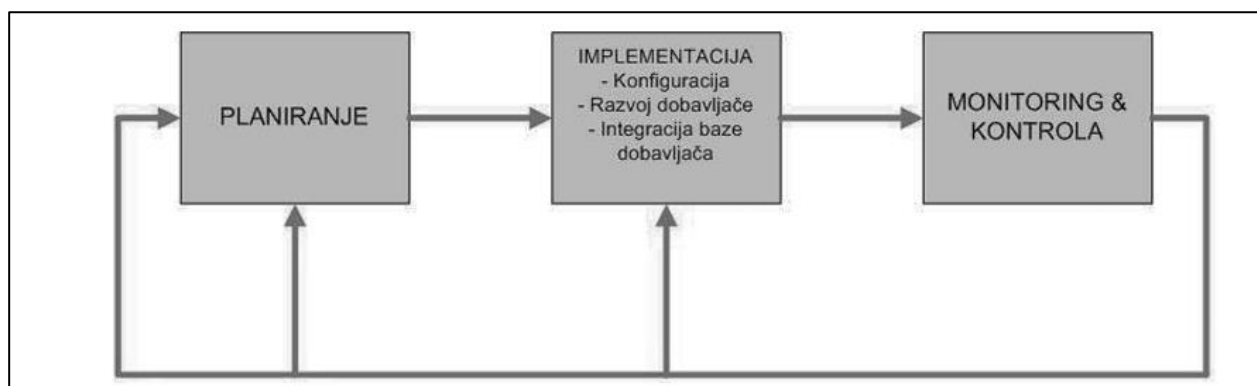 PLANIRANJE
IMPLEMENTACIJA
- Konfiguracija
- Razvoj dobavljače
- Integracija baze
dobavljača
MONITORING &
KONTROLA